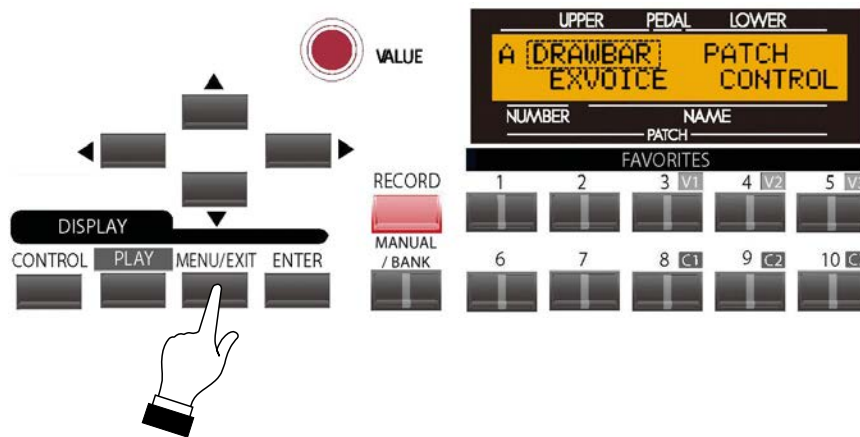 UPPER PEDAL LOWER
VALUE
A DRAWBAR PATCH
EXVOICE CONTROL
NUMBER NAME
PATCH
FAVORITES
RECORD
1 2 3 V1 4 V2 5
DISPLAY
MANUAL
/ BANK
CONTROL PLAY MENU/EXIT ENTER
6 7 8 C1 9 C2 10